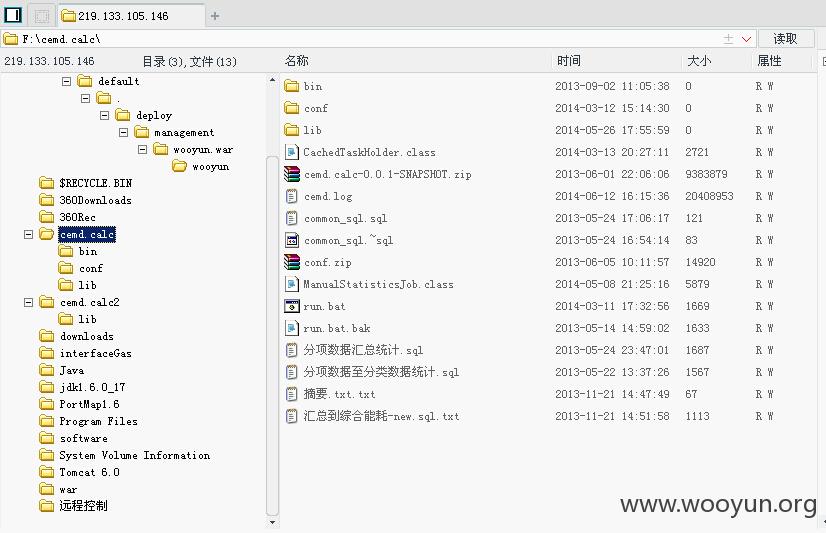 219.133.105.146
F:\cemd.calc\ 读取
219.133.105.146 目录(3),文件(13) 名称 时间 大小 属性
default
.
deploy
management
wooyun.war
wooyun
$RECYCLE.BIN
360Downloads
360Rec
cemd.calc
bin
conf
lib
cemd.calc2
lib
downloads
interfaceGas
Java
jdk1.6.0_17
PortMap1.6
Program Files
software
System Volume Information
Tomcat 6.0
war
远程控制
bin 2013-09-02 11:05:38 0 R W
conf 2014-03-12 15:14:30 0 R W
lib 2014-05-26 17:55:59 0 R W
CachedTaskHolder.class 2014-03-13 20:27:11 2721 R W
cemd.calc-0.0.1-SNAPSHOT.zip 2013-06-01 22:06:06 9383879 R W
cemd.log 2014-06-12 16:15:36 20408953 R W
common_sql.sql 2013-05-24 17:06:17 121 R W
common_sql.~sql 2013-05-24 16:54:14 83 R W
conf.zip 2013-06-05 10:11:57 14920 R W
ManualStatisticsJob.class 2014-05-08 21:25:16 5879 R W
run.bat 2014-03-11 17:32:56 1669 R W
run.bat.bak 2013-05-14 14:59:02 1633 R W
分项数据汇总统计.sql 2013-05-24 23:47:01 1687 R W
分项数据至分类数据统计.sql 2013-05-22 13:37:26 1567 R W
摘要.txt.txt 2013-11-21 14:47:49 67 R W
汇总到综合能耗-new.sql.txt 2013-11-21 14:51:58 1113 R W
www.wooyun.org